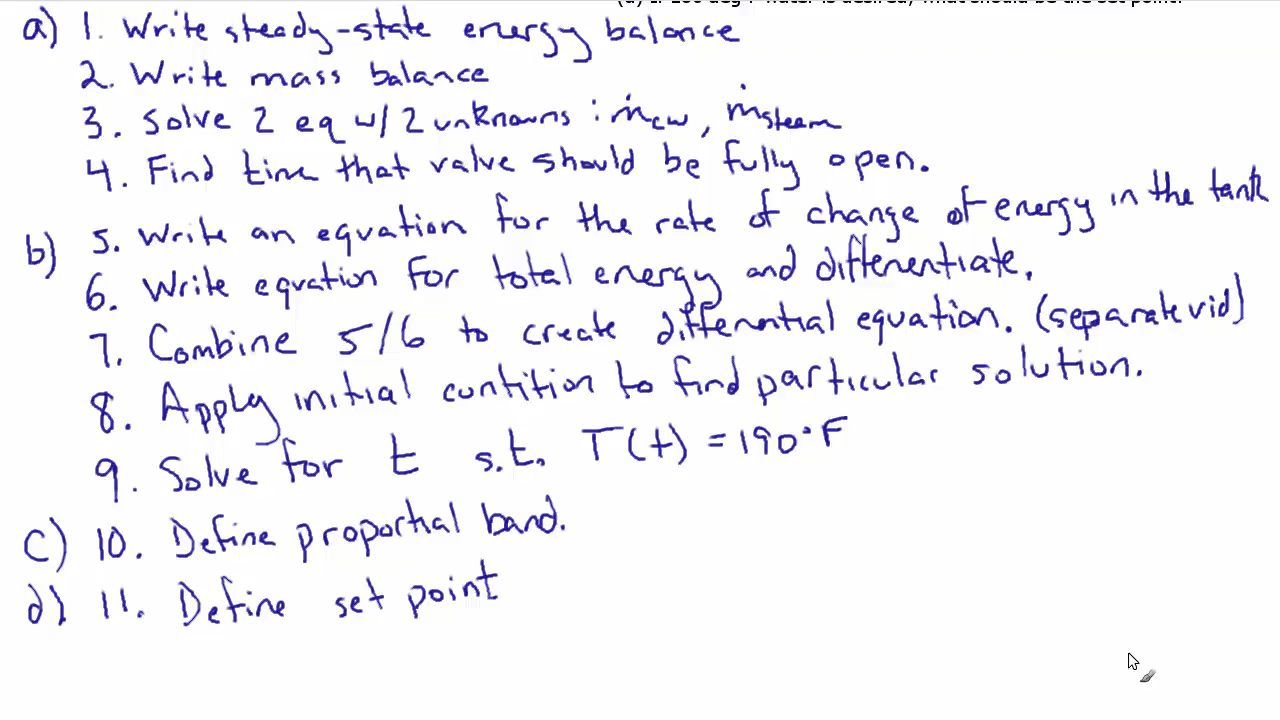 a) 1. Write steady-state energy balance
2. Write mass balance
3. Solve 2 eq w/ 2 unknowns : ṁcw, ṁsteam
4. Find time that valve should be fully open.
b) 5. Write an equation for the rate of change of energy in the tank
6. Write equation for total energy and differentiate.
7. Combine 5/6 to create differential equation. (separate vid)
8. Apply initial contition to find particular solution.
9. Solve for t s.t. T(t) = 190°F
c) 10. Define proportial band.
d) 11. Define set point